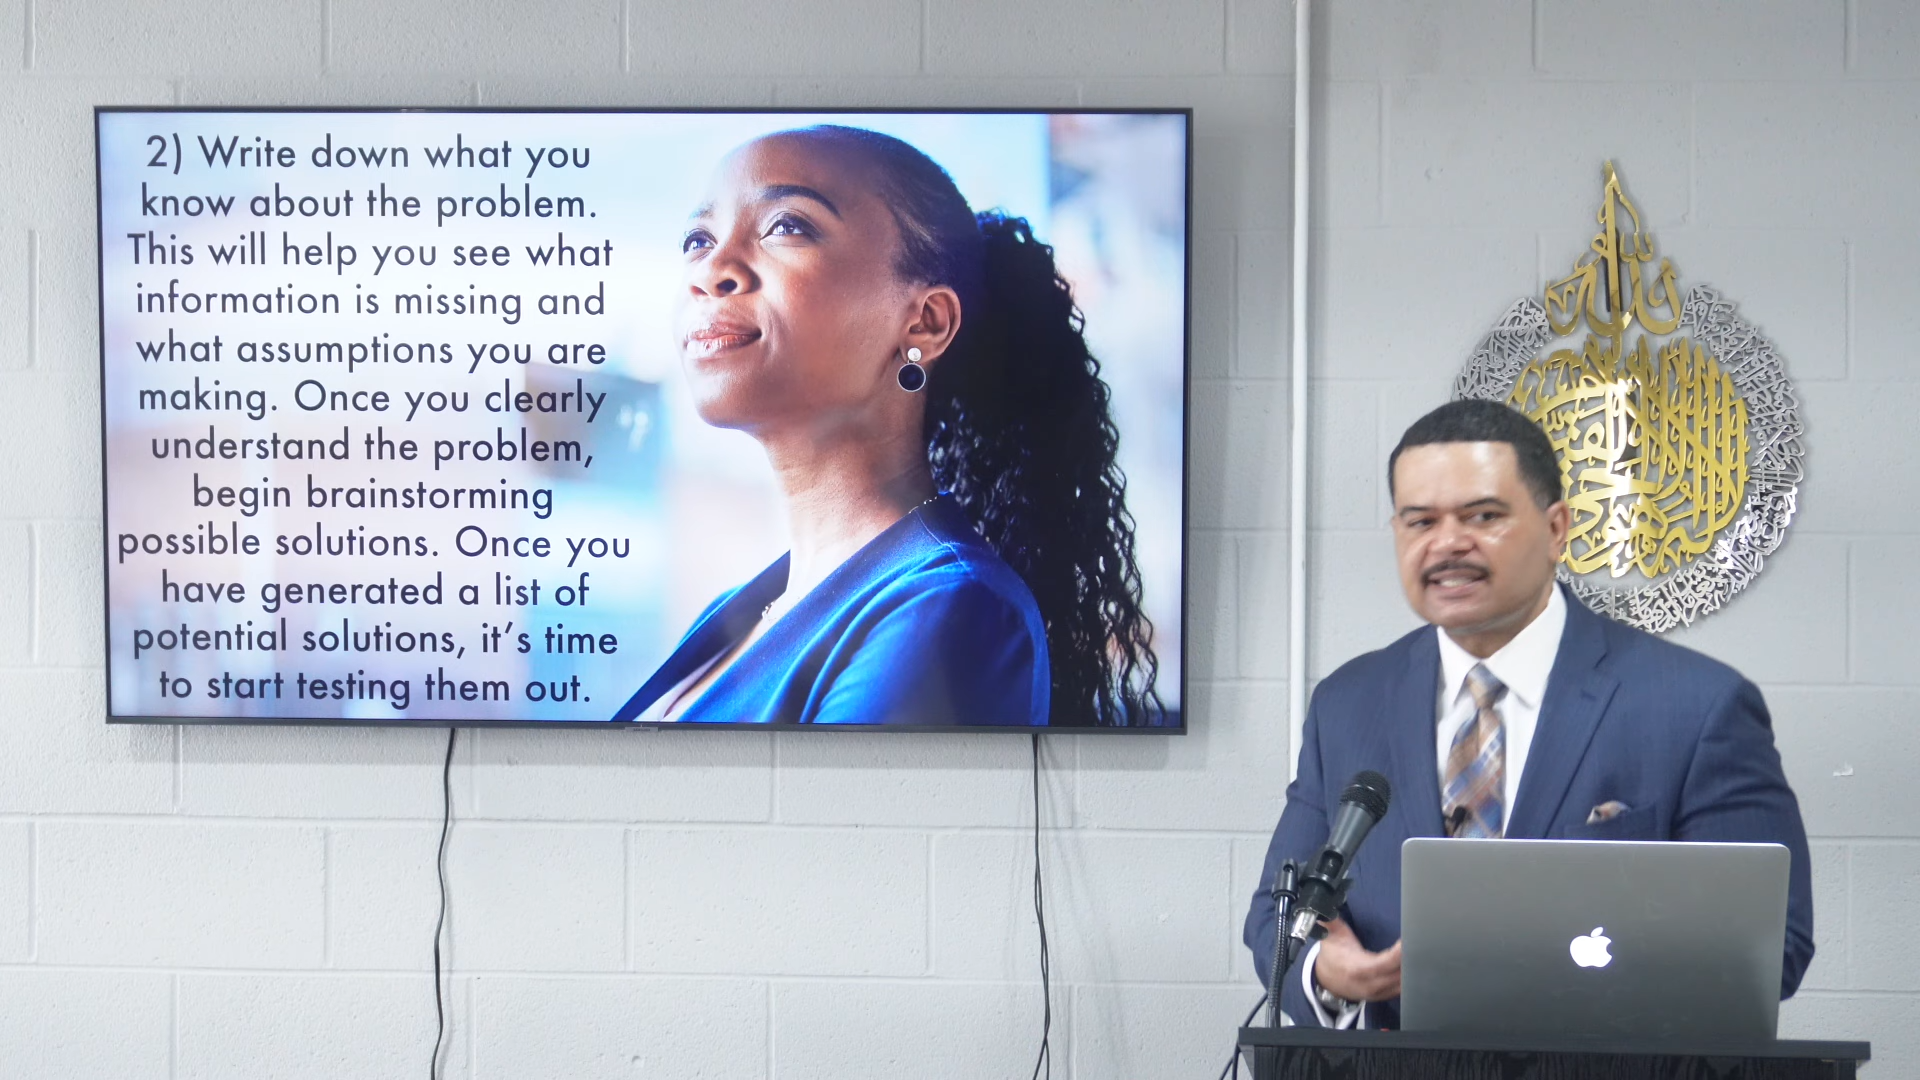 2) Write down what you
know about the problem.
This will help you see what
information is missing and
what assumptions you are
making. Once you clearly
understand the problem,
begin brainstorming
possible solutions. Once you
have generated a list of
potential solutions, it’s time
to start testing them out.